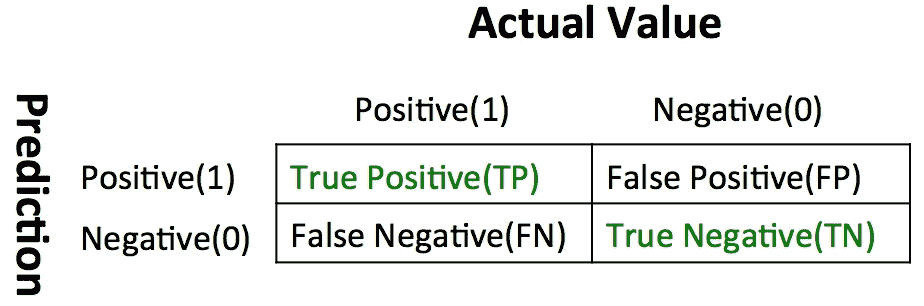 Actual Value
Prediction
Positive(1) Negative(0)
Positive(1) True Positive(TP) False Positive(FP)
Negative(0) False Negative(FN) True Negative(TN)